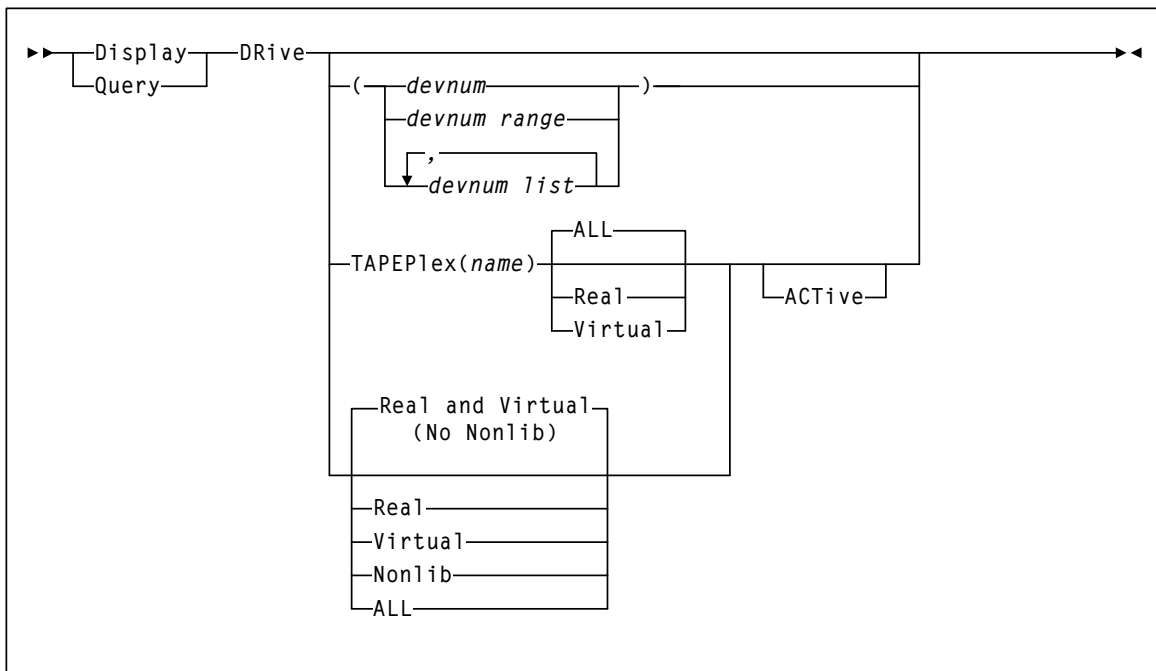 Display DRive
Query
( devnum )
devnum range
,
devnum list
ALL
TAPEPlex(name)
Real
ACTive
Virtual
Real and Virtual
(No Nonlib)
Real
Virtual
Nonlib
ALL